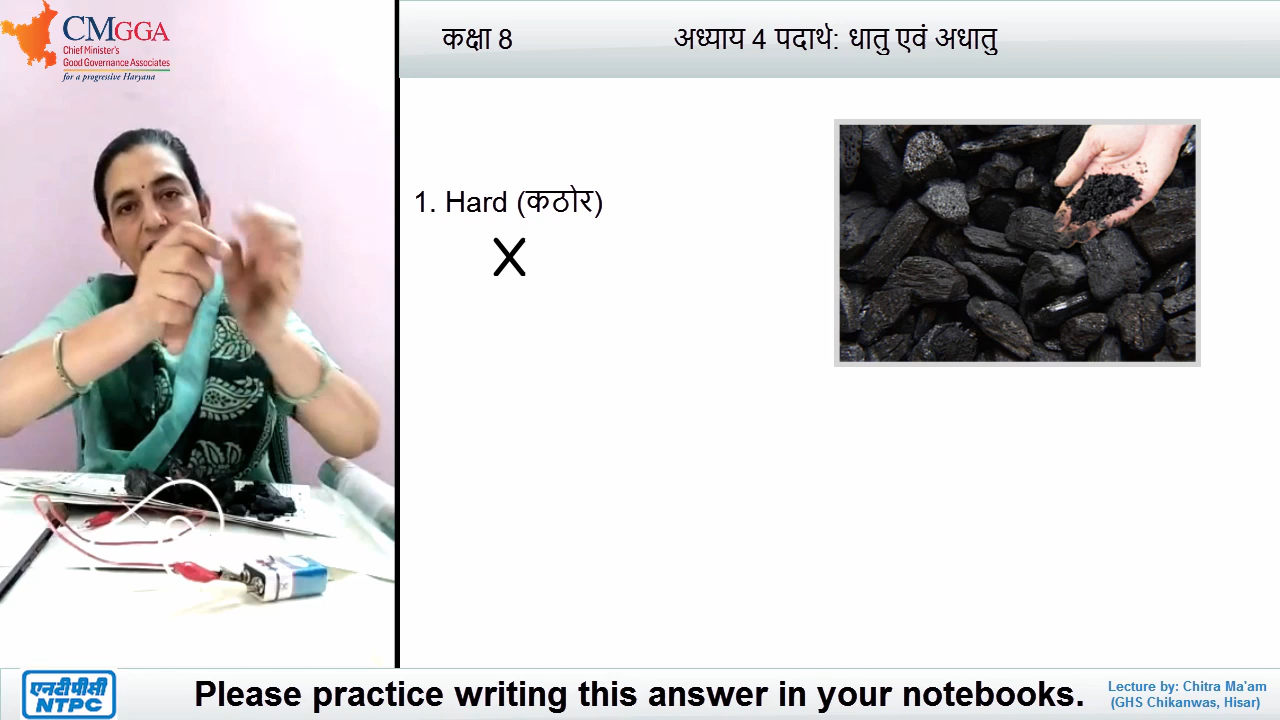 CMGGA
Chief Minister's
Good Governance Associates
for a progressive Haryana
कक्षा 8
अध्याय 4 पदार्थ: धातु एवं अधातु
1. Hard (कठोर)
X
एनटीपीसी
NTPC
Please practice writing this answer in your notebooks.
Lecture by: Chitra Ma'am
(GHS Chikanwas, Hisar)